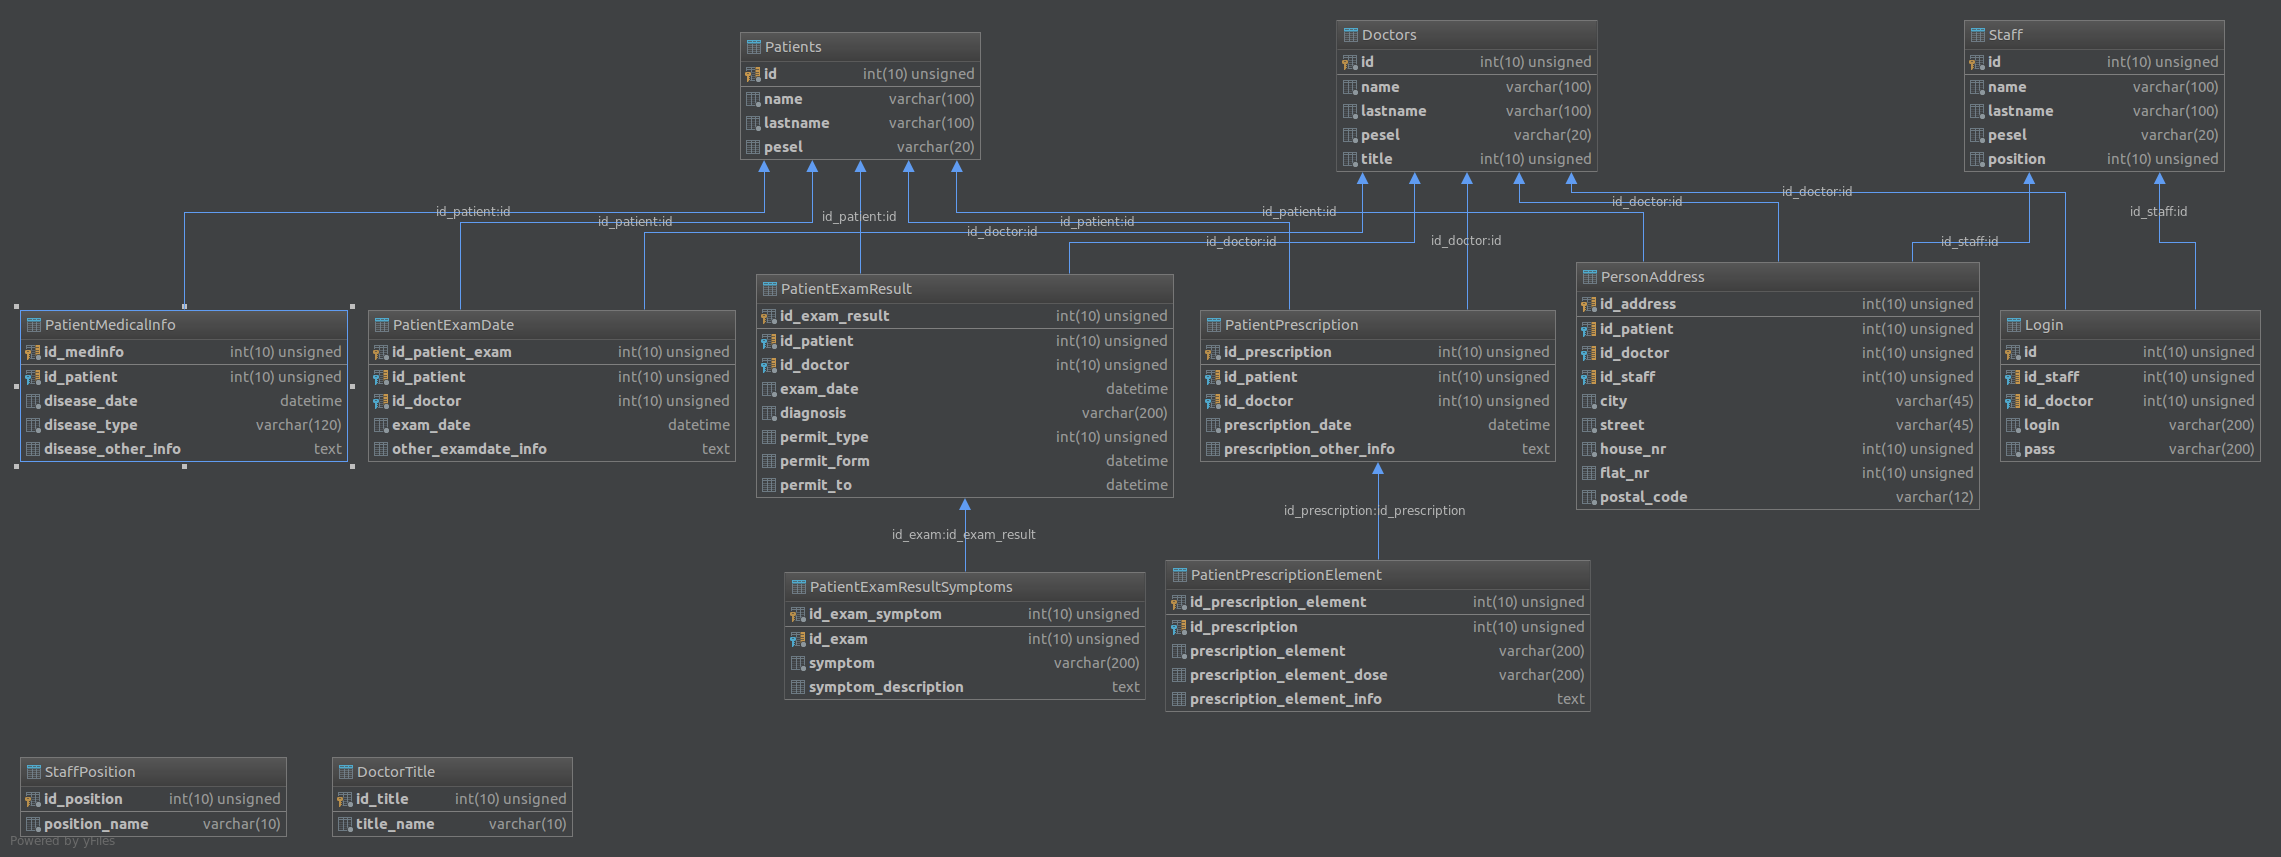 Patients
id int(10) unsigned
name varchar(100)
lastname varchar(100)
pesel varchar(20)
Doctors
id int(10) unsigned
name varchar(100)
lastname varchar(100)
pesel varchar(20)
title int(10) unsigned
Staff
id int(10) unsigned
name varchar(100)
lastname varchar(100)
pesel varchar(20)
position int(10) unsigned
id_patient:id
id_patient:id
id_patient:id
id_doctor:id
id_patient:id
id_doctor:id
id_patient:id
id_doctor:id
id_doctor:id
id_doctor:id
id_staff:id
id_staff:id
PatientMedicalInfo
id_medinfo int(10) unsigned
id_patient int(10) unsigned
disease_date datetime
disease_type varchar(120)
disease_other_info text
PatientExamDate
id_patient_exam int(10) unsigned
id_patient int(10) unsigned
id_doctor int(10) unsigned
exam_date datetime
other_examdate_info text
PatientExamResult
id_exam_result int(10) unsigned
id_patient int(10) unsigned
id_doctor int(10) unsigned
exam_date datetime
diagnosis varchar(200)
permit_type int(10) unsigned
permit_form datetime
permit_to datetime
PatientPrescription
id_prescription int(10) unsigned
id_patient int(10) unsigned
id_doctor int(10) unsigned
prescription_date datetime
prescription_other_info text
PersonAddress
id_address int(10) unsigned
id_patient int(10) unsigned
id_doctor int(10) unsigned
id_staff int(10) unsigned
city varchar(45)
street varchar(45)
house_nr int(10) unsigned
flat_nr int(10) unsigned
postal_code varchar(12)
Login
id int(10) unsigned
id_staff int(10) unsigned
id_doctor int(10) unsigned
login varchar(200)
pass varchar(200)
id_exam:id_exam_result
id_prescription:id_prescription
PatientExamResultSymptoms
id_exam_symptom int(10) unsigned
id_exam int(10) unsigned
symptom varchar(200)
symptom_description text
PatientPrescriptionElement
id_prescription_element int(10) unsigned
id_prescription int(10) unsigned
prescription_element varchar(200)
prescription_element_dose varchar(200)
prescription_element_info text
StaffPosition
id_position int(10) unsigned
position_name varchar(10)
DoctorTitle
id_title int(10) unsigned
title_name varchar(10)
Powered by yFiles